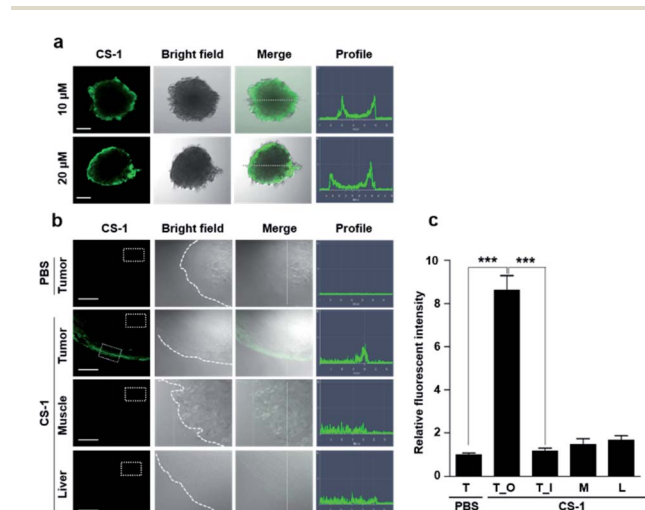 a
CS-1 Bright field Merge Profile
10 μM
20 μM
b
CS-1 Bright field Merge Profile
PBS
Tumor
CS-1
Tumor
Muscle
Liver
c
Relative fluorescent intensity
10
8
6
4
2
0
*** ***
T T_O T_I M L
PBS CS-1